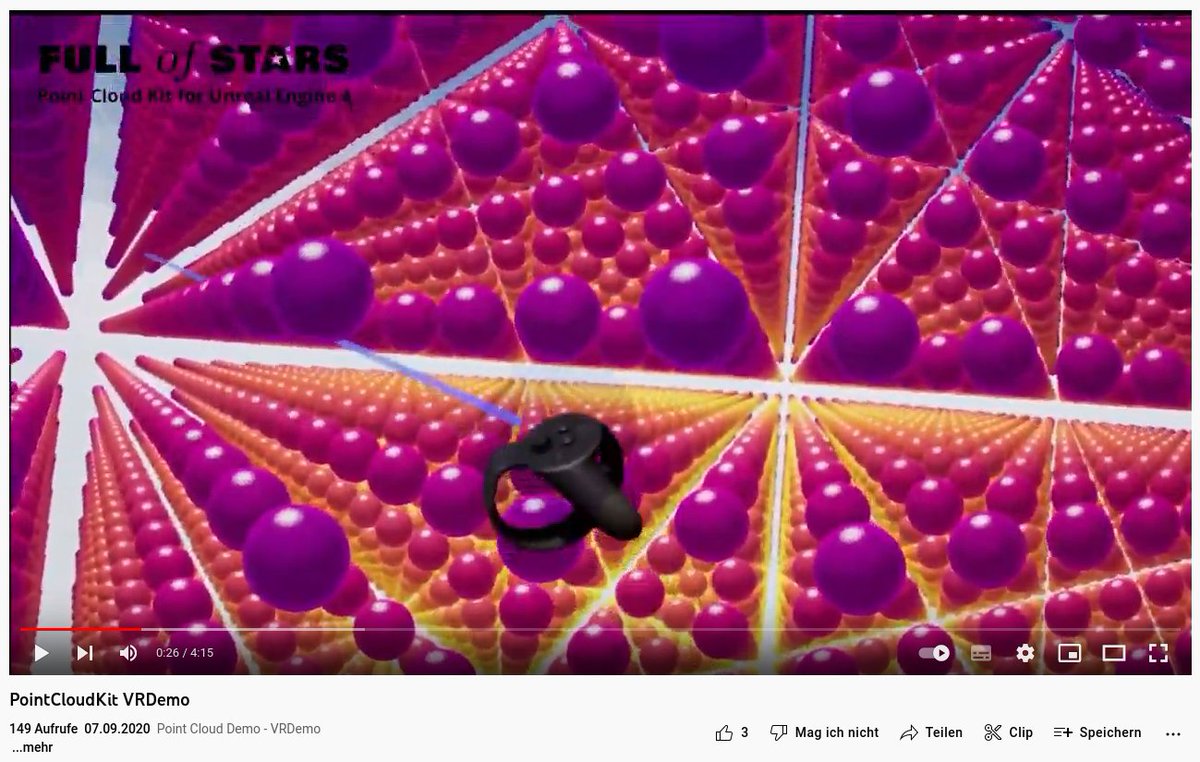 FULL of STARS
Point Cloud Kit for Unreal Engine 4
0:26 / 4:15
PointCloudKit VRDemo
149 Aufrufe 07.09.2020 Point Cloud Demo - VRDemo
...mehr
3 Mag ich nicht Teilen Clip Speichern ...